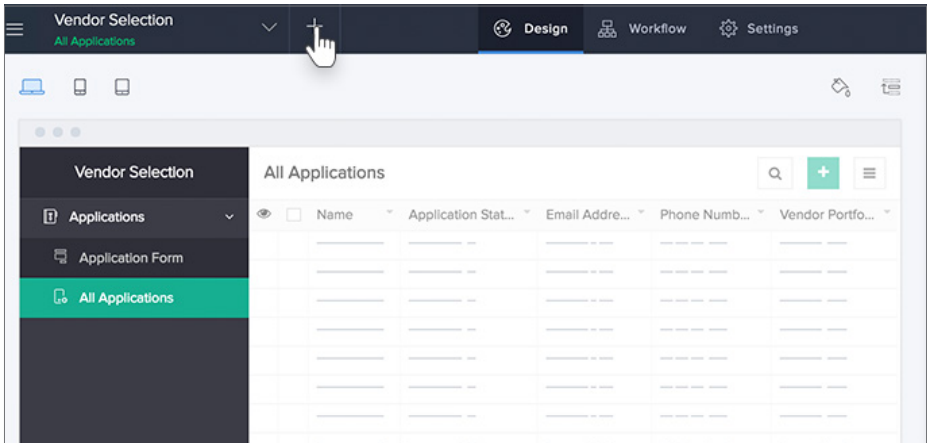 Vendor Selection
All Applications
Design
Workflow
Settings
Vendor Selection
Applications
Application Form
All Applications
All Applications
Name
Application Stat...
Email Addre...
Phone Numb...
Vendor Portfo...